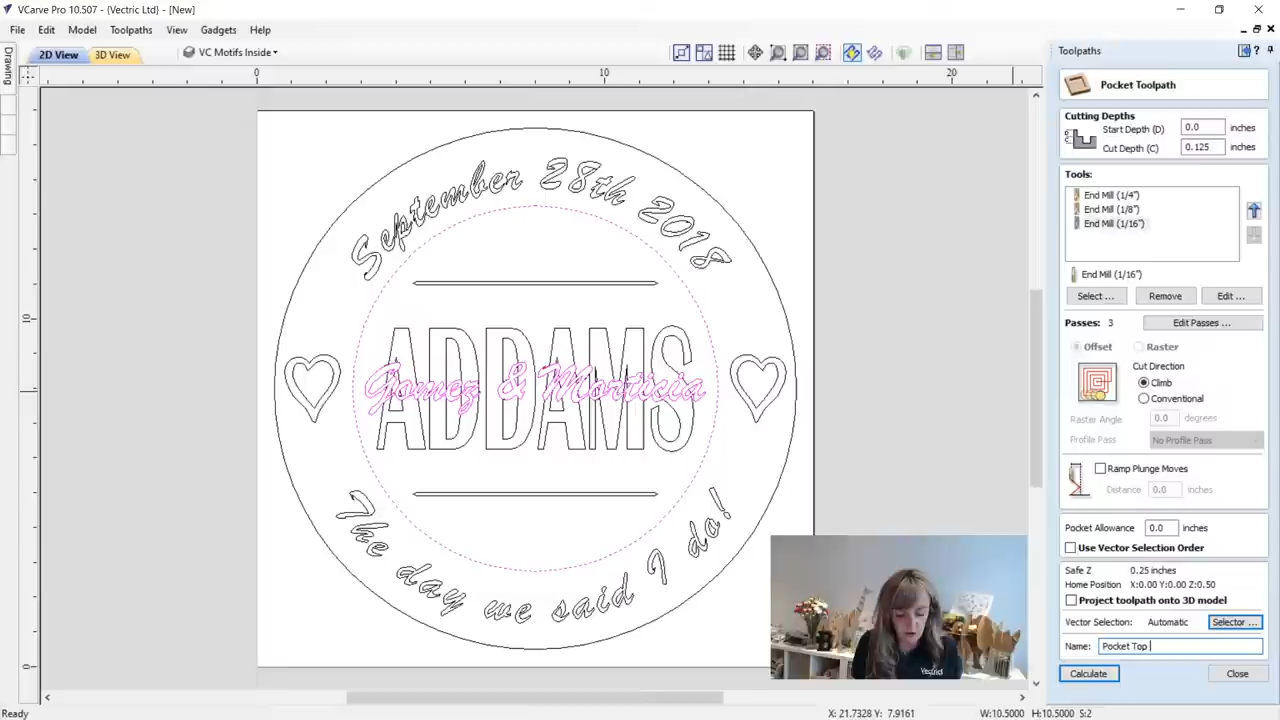 VCarve Pro 10.507 - {Vectric Ltd} - [New]
File Edit Model Toolpaths View Gadgets Help
2D View 3D View VC Motifs Inside
Drawing
0 10 20
10
0
September 28th 2018
ADDAMS
Gomez & Morticia
The day we said I do!
Vectric
Toolpaths
Pocket Toolpath
Cutting Depths
Start Depth (D) 0.0 inches
Cut Depth (C) 0.125 inches
Tools:
End Mill (1/4")
End Mill (1/8")
End Mill (1/16")
End Mill (1/16")
Select ... Remove Edit ...
Passes: 3 Edit Passes ...
Offset Raster
Cut Direction
Climb
Conventional
Raster Angle 0.0 degrees
Profile Pass No Profile Pass
Ramp Plunge Moves
Distance 0.0 inches
Pocket Allowance 0.0 inches
Use Vector Selection Order
Safe Z 0.25 inches
Home Position X:0.00 Y:0.00 Z:0.50
Project toolpath onto 3D model
Vector Selection: Automatic Selector ...
Name: Pocket Top
Calculate Close
Ready X: 21.7328 Y: 7.9161 W:10.5000 H:10.5000 S:2